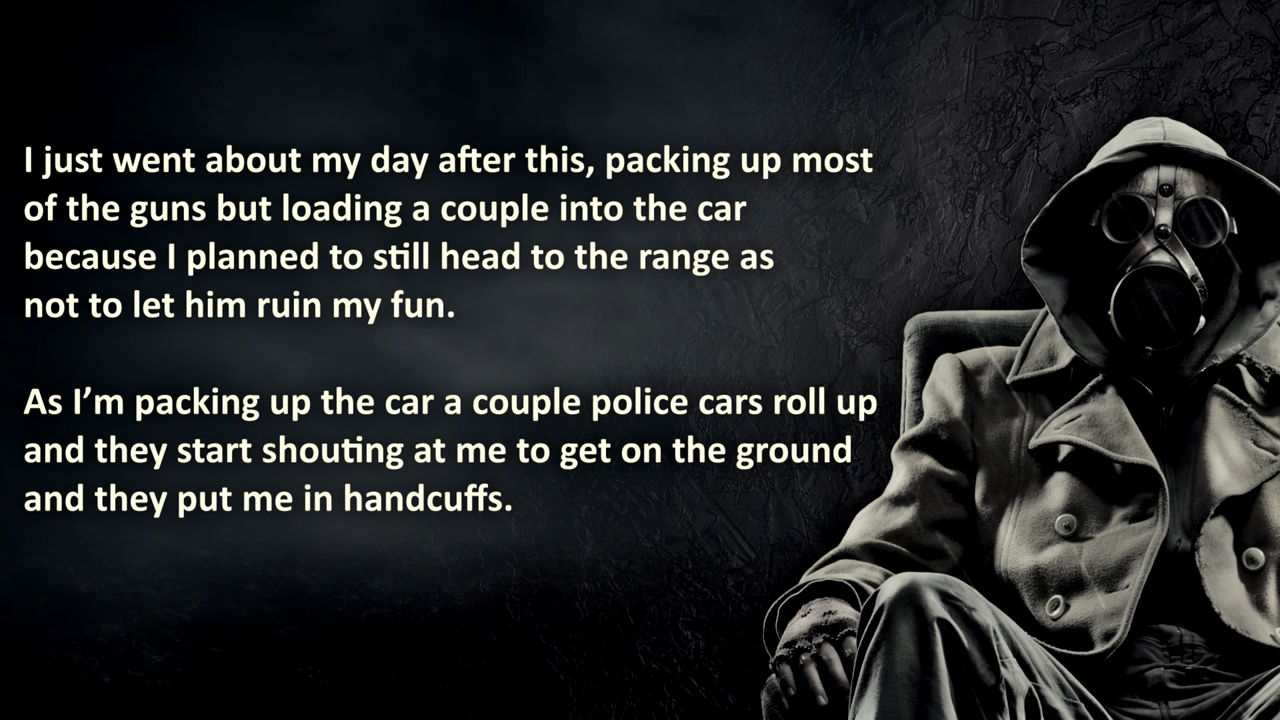 I just went about my day after this, packing up most
of the guns but loading a couple into the car
because I planned to still head to the range as
not to let him ruin my fun.
As I’m packing up the car a couple police cars roll up
and they start shouting at me to get on the ground
and they put me in handcuffs.